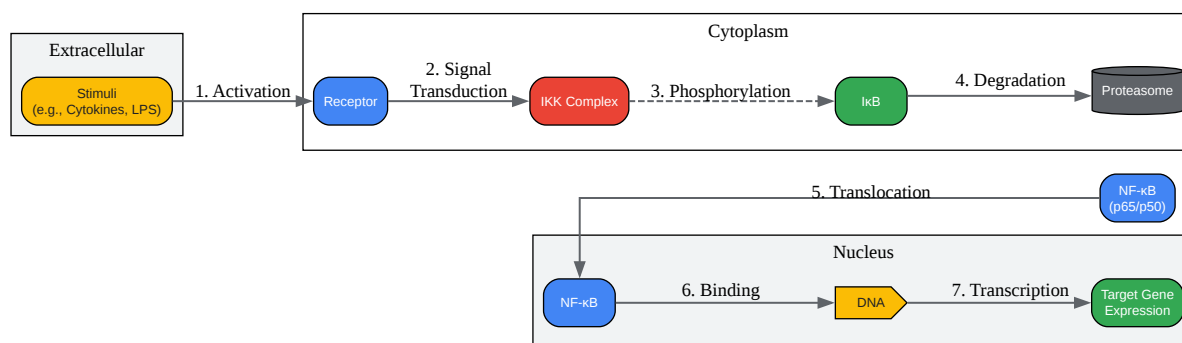 Extracellular
Stimuli
(e.g., Cytokines, LPS)
1. Activation
Cytoplasm
Receptor
2. Signal
Transduction
IKK Complex
3. Phosphorylation
IκB
4. Degradation
Proteasome
5. Translocation
NF-κB
(p65/p50)
Nucleus
NF-κB
6. Binding
DNA
7. Transcription
Target Gene
Expression